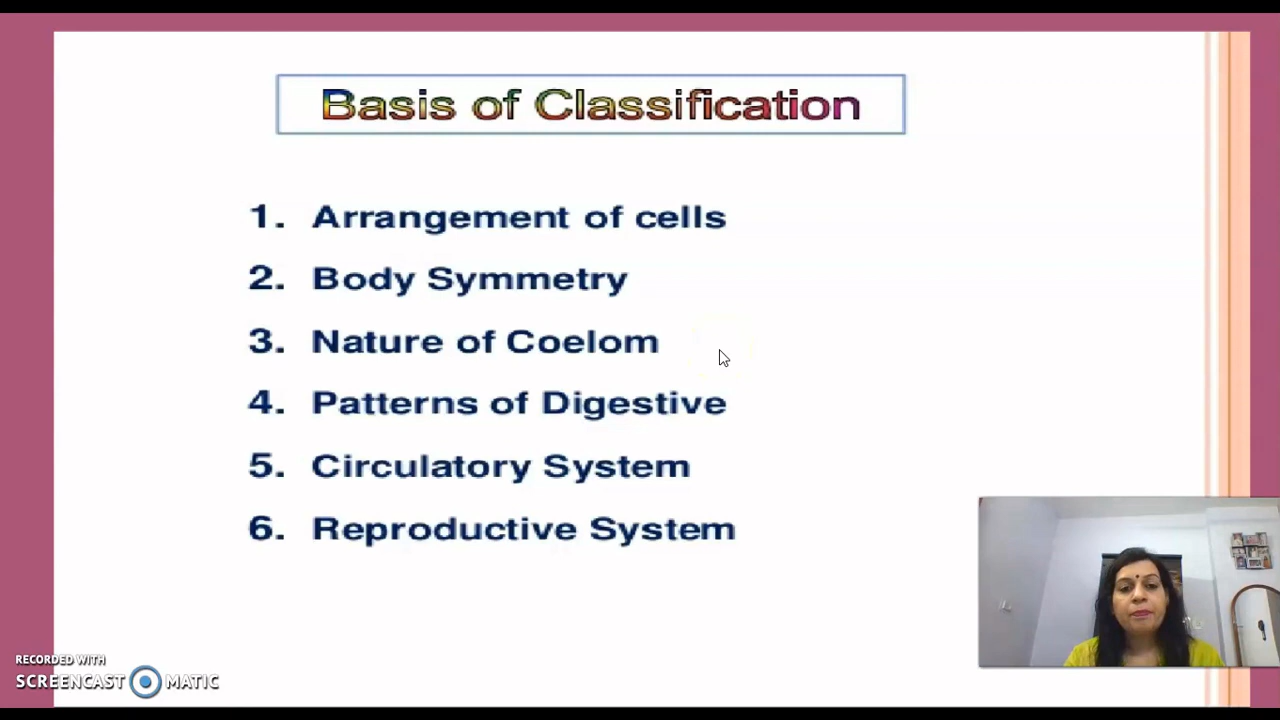 Basis of Classification
1. Arrangement of cells
2. Body Symmetry
3. Nature of Coelom
4. Patterns of Digestive
5. Circulatory System
6. Reproductive System
RECORDED WITH
SCREENCAST MATIC